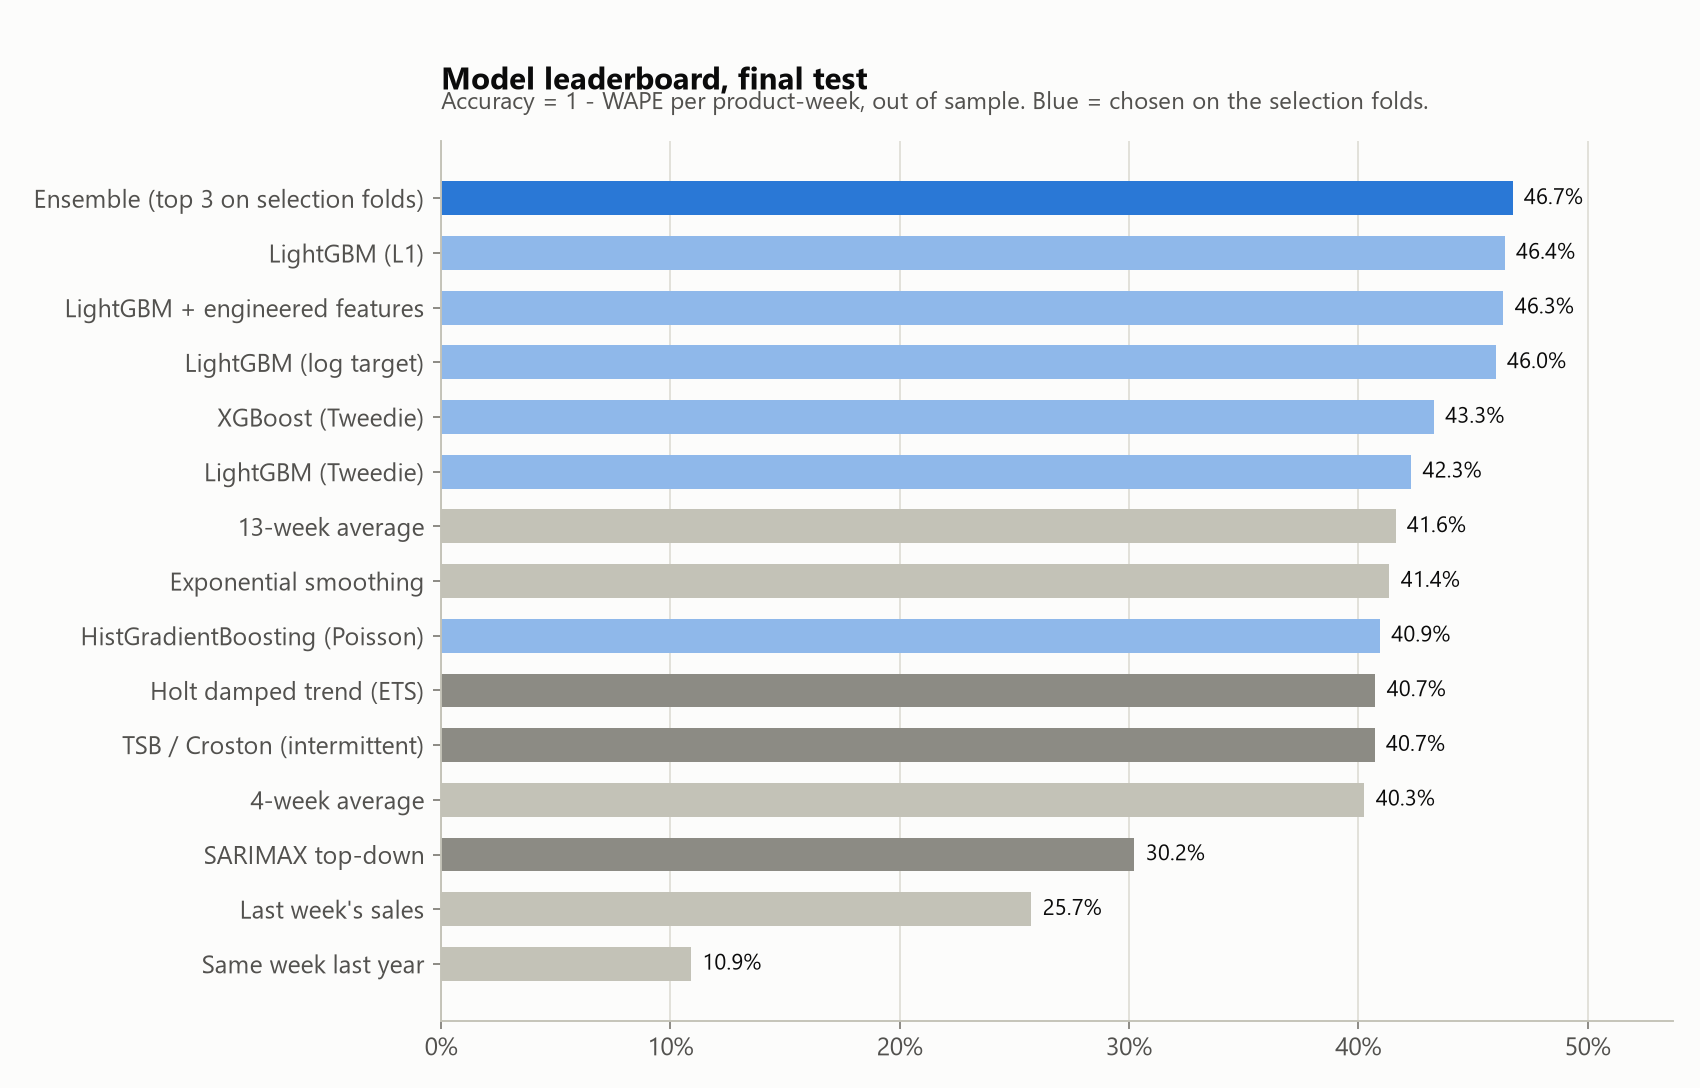 Model leaderboard, final test
Accuracy = 1 - WAPE per product-week, out of sample. Blue = chosen on the selection folds.
Ensemble (top 3 on selection folds) 46.7%
LightGBM (L1) 46.4%
LightGBM + engineered features 46.3%
LightGBM (log target) 46.0%
XGBoost (Tweedie) 43.3%
LightGBM (Tweedie) 42.3%
13-week average 41.6%
Exponential smoothing 41.4%
HistGradientBoosting (Poisson) 40.9%
Holt damped trend (ETS) 40.7%
TSB / Croston (intermittent) 40.7%
4-week average 40.3%
SARIMAX top-down 30.2%
Last week's sales 25.7%
Same week last year 10.9%
0% 10% 20% 30% 40% 50%